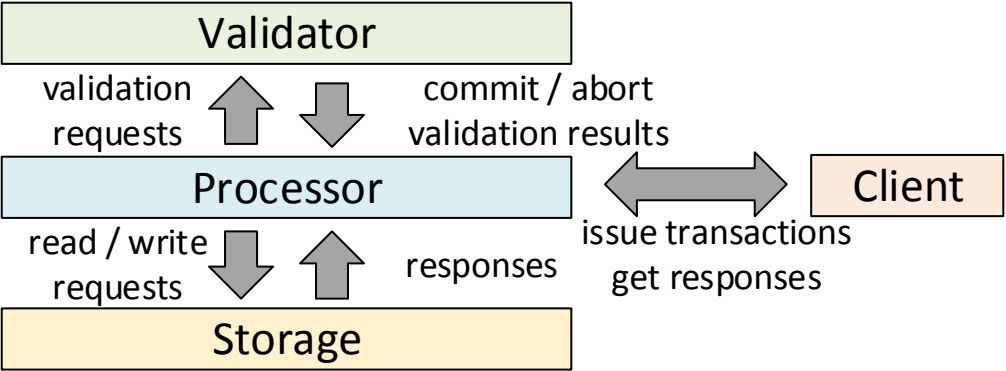 Validator
validation
requests
commit / abort
validation results
Processor
Client
issue transactions
get responses
read / write
requests
responses
Storage